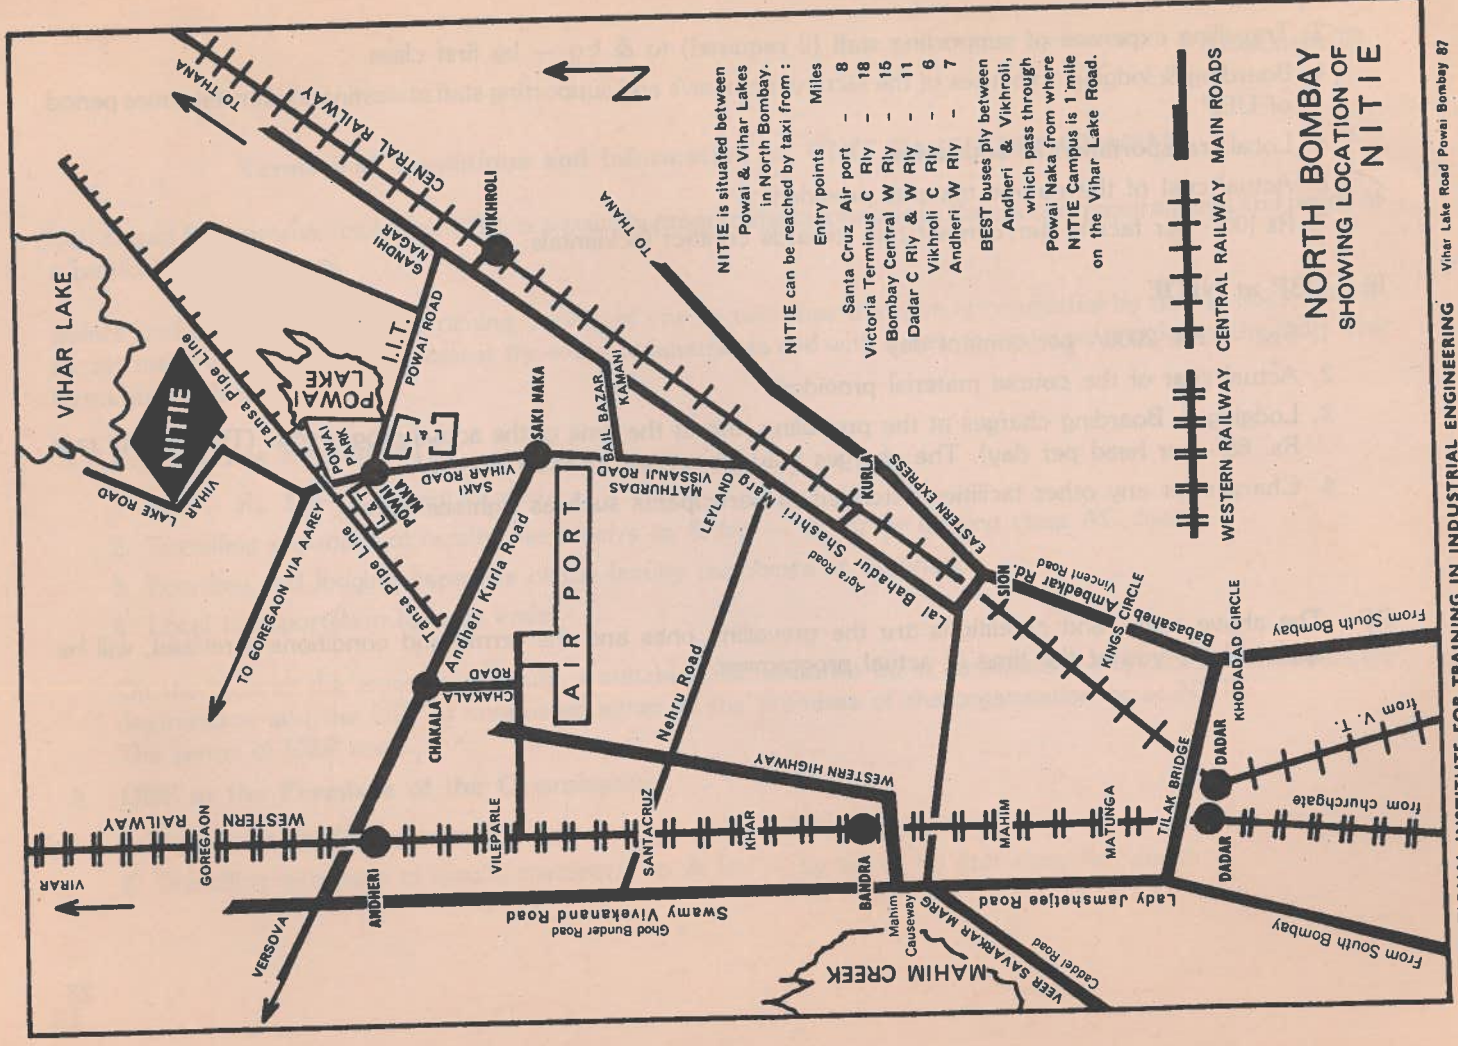 NORTH BOMBAY
SHOWING LOCATION OF
NITIE
WESTERN RAILWAY
CENTRAL RAILWAY
MAIN ROADS
NITIE is situated between
Powai & Vihar Lakes
in North Bombay.
NITIE can be reached by taxi from :
Entry points Miles
Santa Cruz Air port - 8
Victoria Terminus C Rly - 18
Bombay Central W Rly - 15
Dadar C Rly & W Rly - 11
Vikhroli C Rly - 6
Andheri W Rly - 7
BEST buses ply between
Andheri & Vikhroli,
which pass through
Powai Naka from where
NITIE Campus is 1 mile
on the ViharLake Road.
N
VIHAR LAKE
NITIE
VIHAR
LAKE ROAD
Tansa Pipe Line
TO THANA
CENTRAL RAILWAY
VIKHROLI
GANDHI
NAGAR
I.I.T.
POWAI ROAD
POWAI
LAKE
POWAI
PARK
L & T
L & T
POWAI
NAKA
TO GOREGAON VIA AAREY
Tansa Pipe Line
SAKI
VIHAR ROAD
SAKI NAKA
BAIL BAZAR
KAMANI
MATHURDAS
VISSANJI ROAD
TO THANA
EASTERN EXPRESS
KURLA
LEYLAND
Lal Bahadur Shashtri Marg
Agra Road
Andheri Kurla Road
AIR PORT
CHAKALA
CHAKALA
ROAD
Nehru Road
WESTERN HIGHWAY
SION
Babasaheb Ambedkar Rd.
Vincent Road
KINGS CIRCLE
KHODADAD CIRCLE
From South Bombay
TILAK BRIDGE
DADAR
from V. T.
DADAR
from churchgate
From South Bombay
VIRAR
GOREGAON
WESTERN RAILWAY
VERSOVA
ANDHERI
VILEPARLE
SANTACRUZ
KHAR
BANDRA
MAHIM
MATUNGA
Swamy Vivekanand Road
Ghod Bunder Road
Mahim
Causeway
Lady Jamshetjee Road
VEER SAVARKAR MARG
Caddel Road
MAHIM CREEK
INSTITUTE FOR TRAINING IN INDUSTRIAL ENGINEERING
Vihar Lake Road Powai Bombay 87